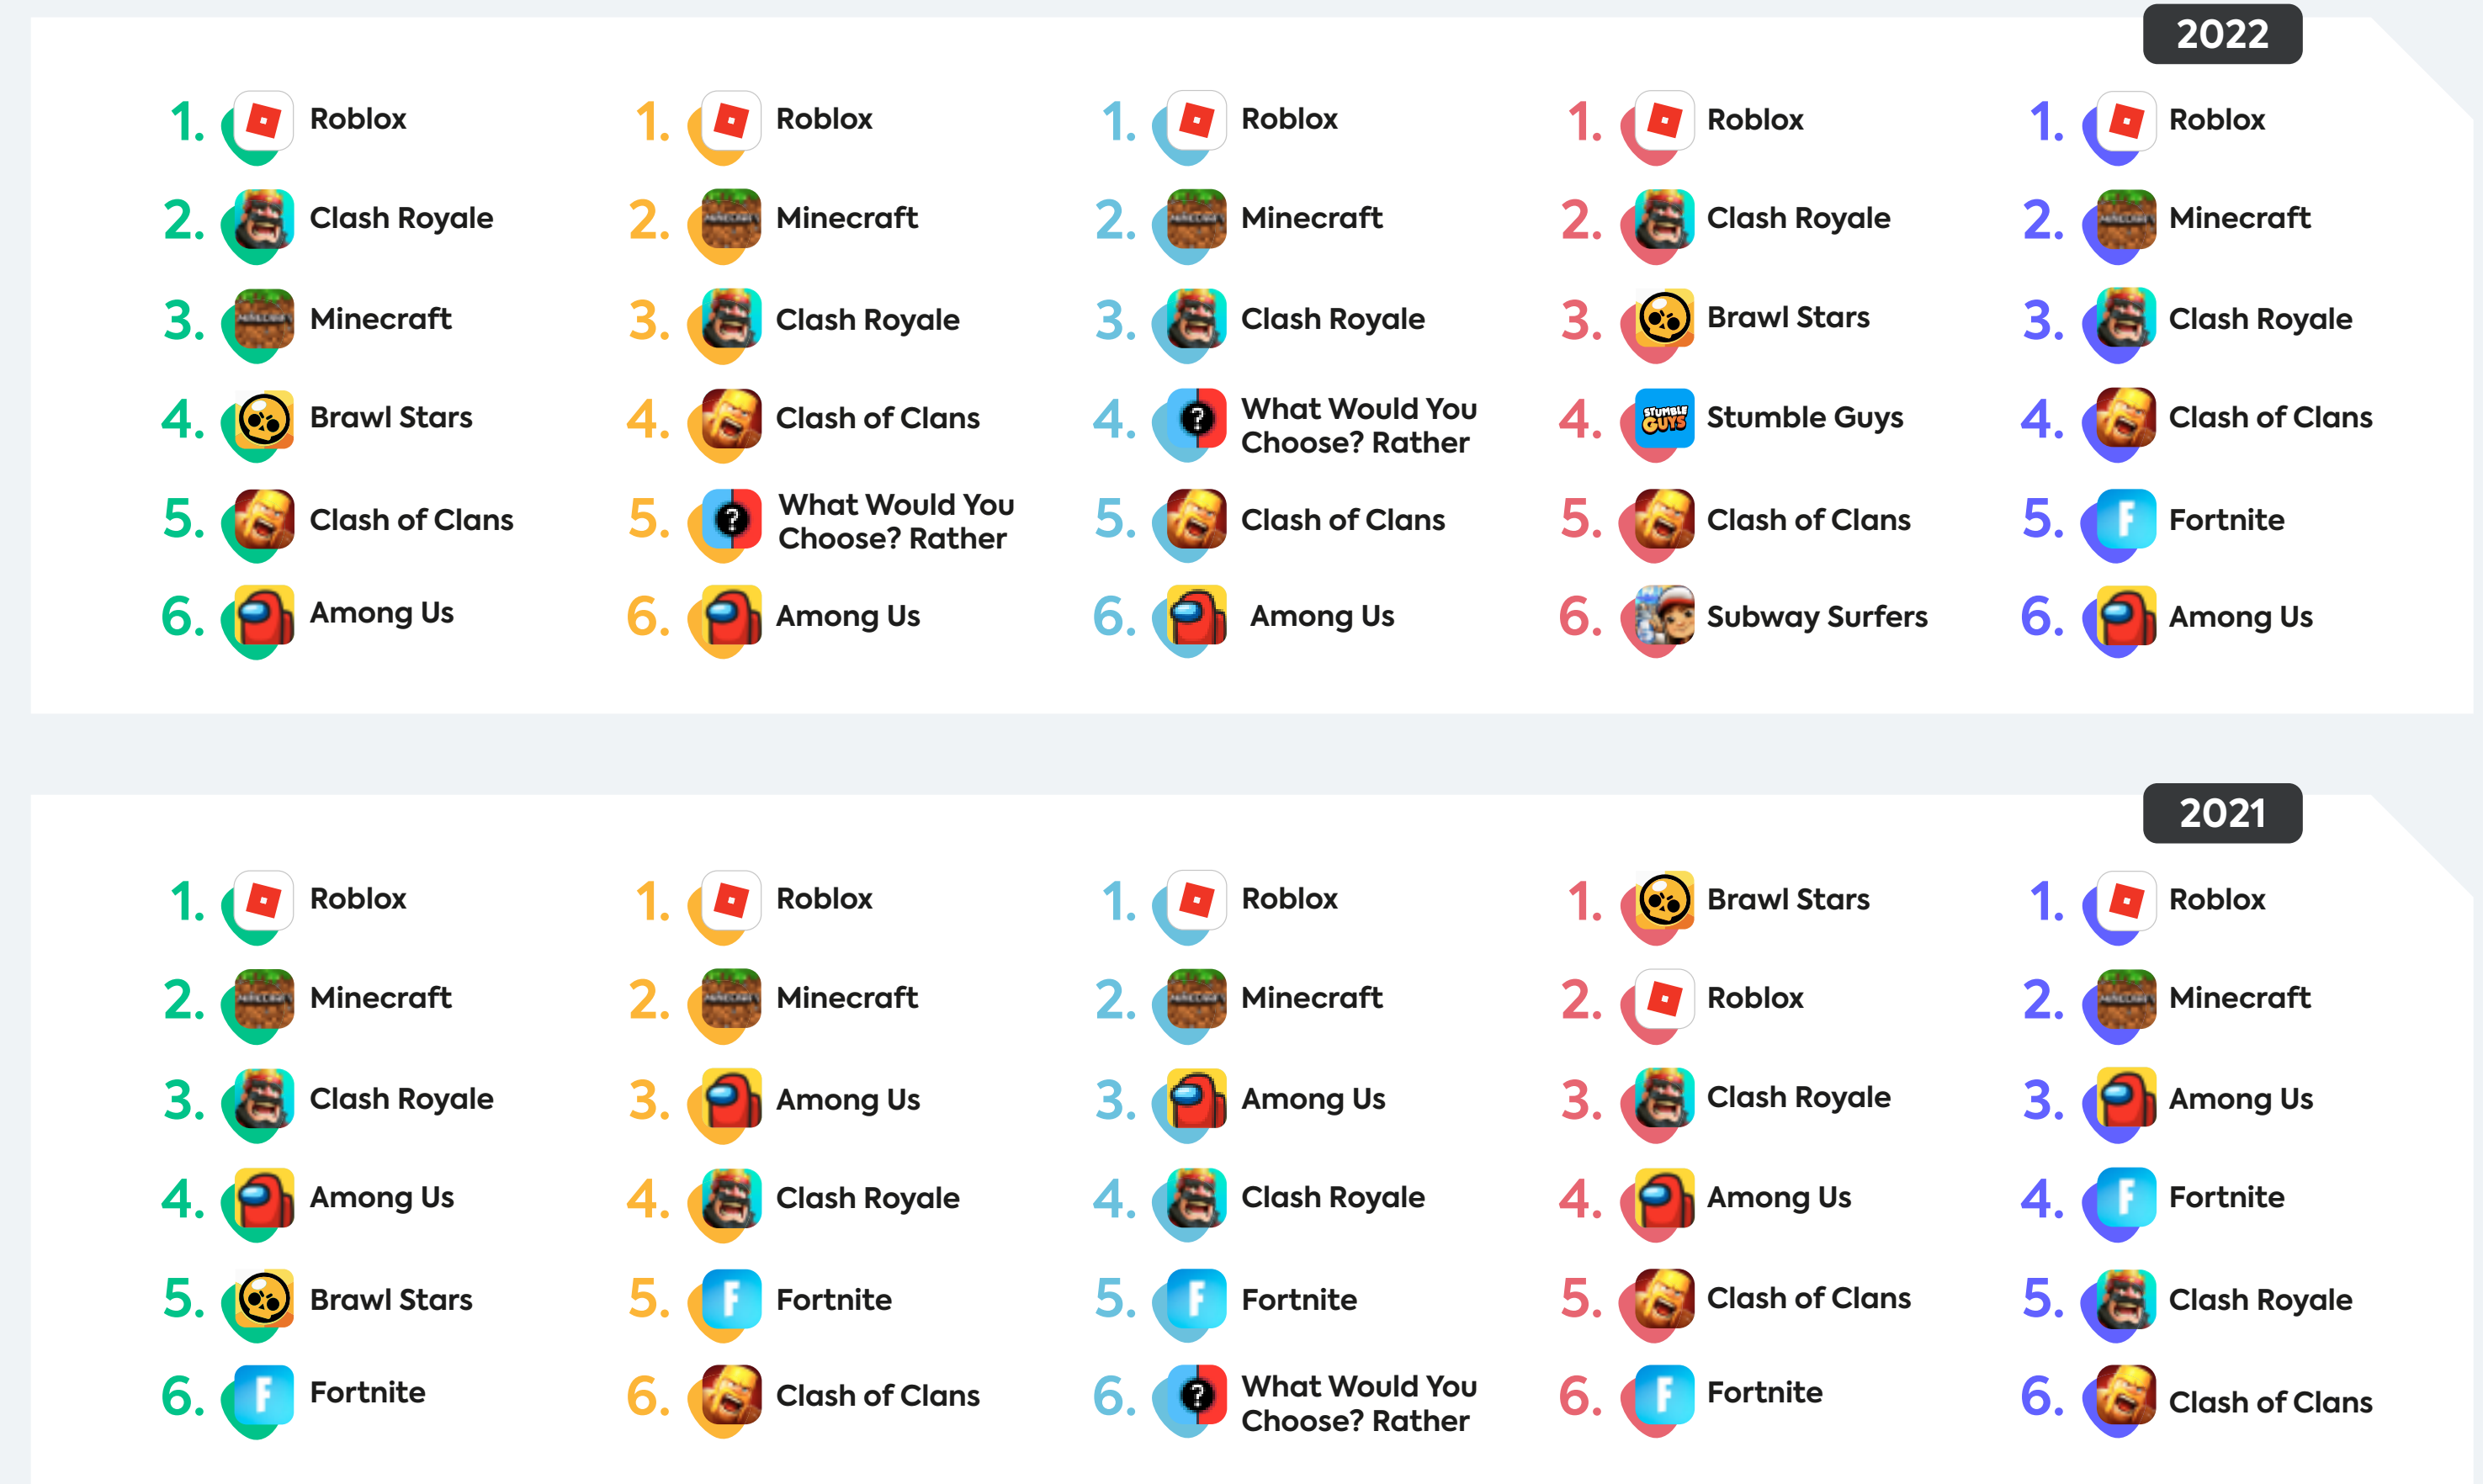 2022
1. Roblox
2. Clash Royale
3. Minecraft
4. Brawl Stars
5. Clash of Clans
6. Among Us
1. Roblox
2. Minecraft
3. Clash Royale
4. Clash of Clans
5. What Would You
Choose? Rather
6. Among Us
1. Roblox
2. Minecraft
3. Clash Royale
4. What Would You
Choose? Rather
5. Clash of Clans
6. Among Us
1. Roblox
2. Clash Royale
3. Brawl Stars
4. STUMBLE GUYS Stumble Guys
5. Clash of Clans
6. Subway Surfers
1. Roblox
2. Minecraft
3. Clash Royale
4. Clash of Clans
5. F Fortnite
6. Among Us
2021
1. Roblox
2. Minecraft
3. Clash Royale
4. Among Us
5. Brawl Stars
6. F Fortnite
1. Roblox
2. Minecraft
3. Among Us
4. Clash Royale
5. F Fortnite
6. Clash of Clans
1. Roblox
2. Minecraft
3. Among Us
4. Clash Royale
5. F Fortnite
6. What Would You
Choose? Rather
1. Brawl Stars
2. Roblox
3. Clash Royale
4. Among Us
5. Clash of Clans
6. F Fortnite
1. Roblox
2. Minecraft
3. Among Us
4. F Fortnite
5. Clash Royale
6. Clash of Clans